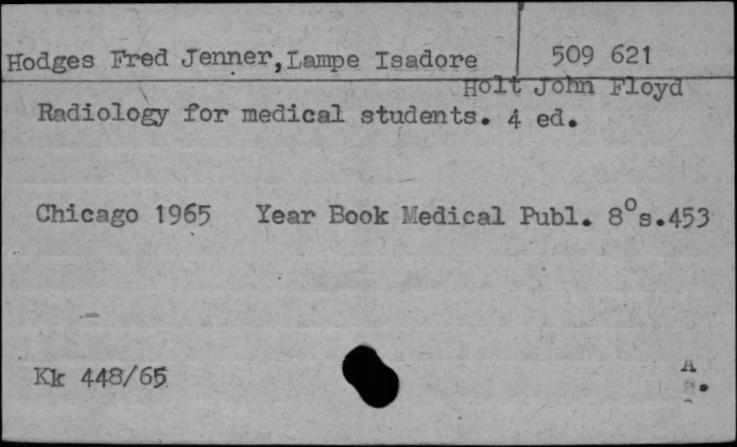 Hodges Fred Jenner, Lampe Isadore 509 621
Holt John Floyd
Radiology for medical students. 4 ed.
Chicago 1965 Year Book Medical Publ. 8° s.453
Kk 448/65
A